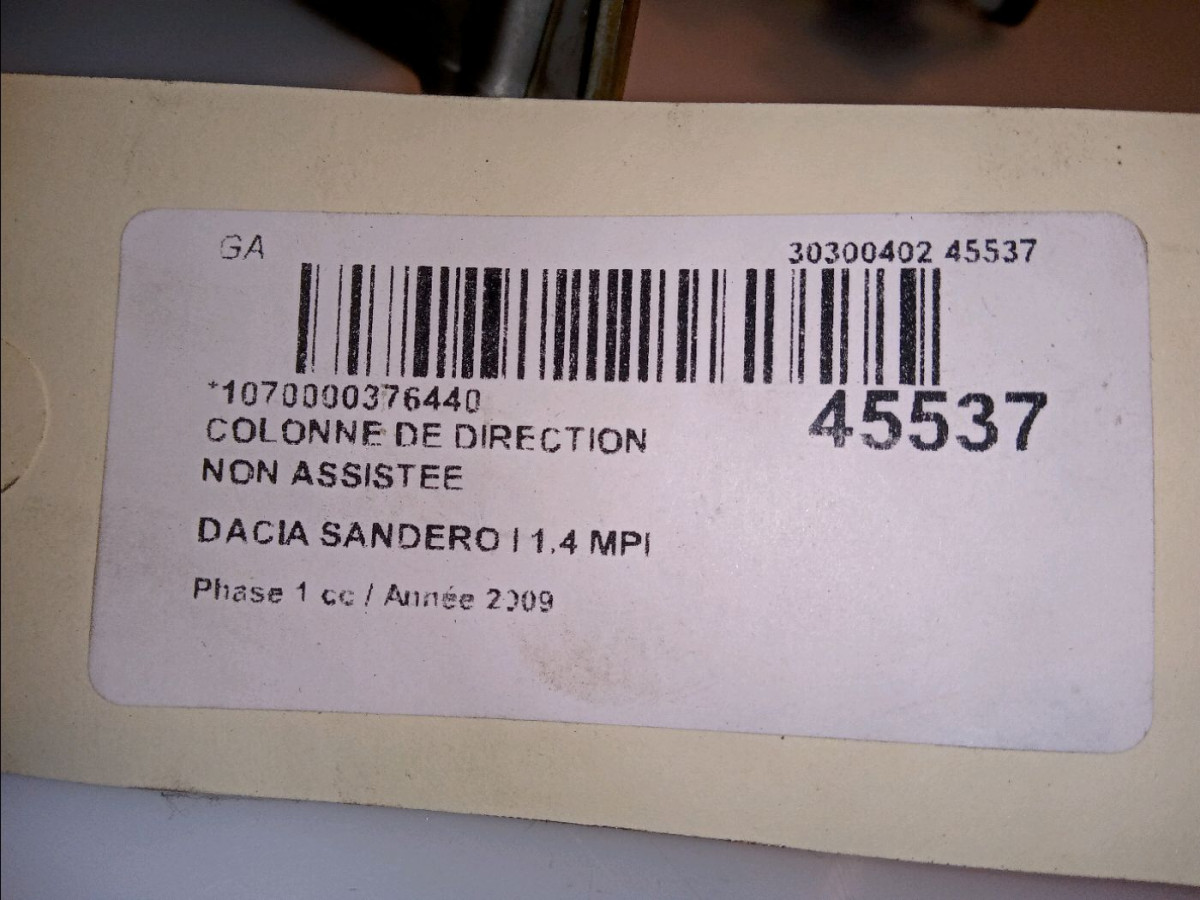 GA
30300402 45537
*1070000376440
45537
COLONNE DE DIRECTION
NON ASSISTEE
DACIA SANDERO I 1.4 MPI
Phase 1 cc / Année 2009